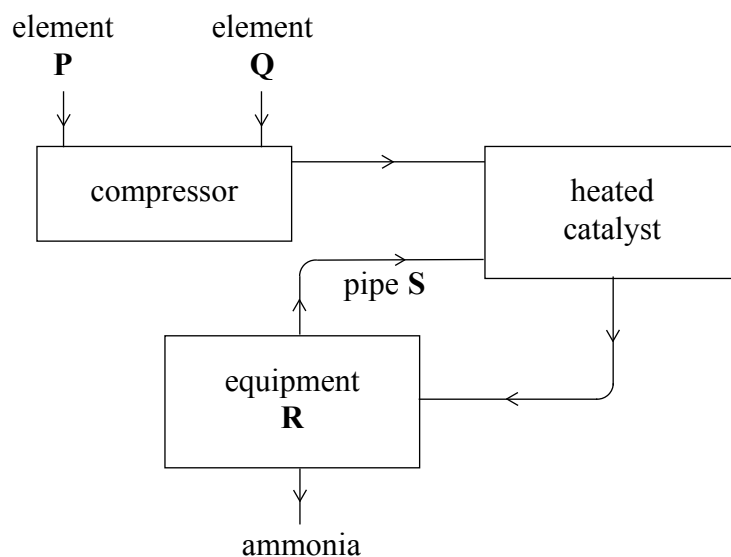 element
P
element
Q
compressor
heated
catalyst
pipe S
equipment
R
ammonia